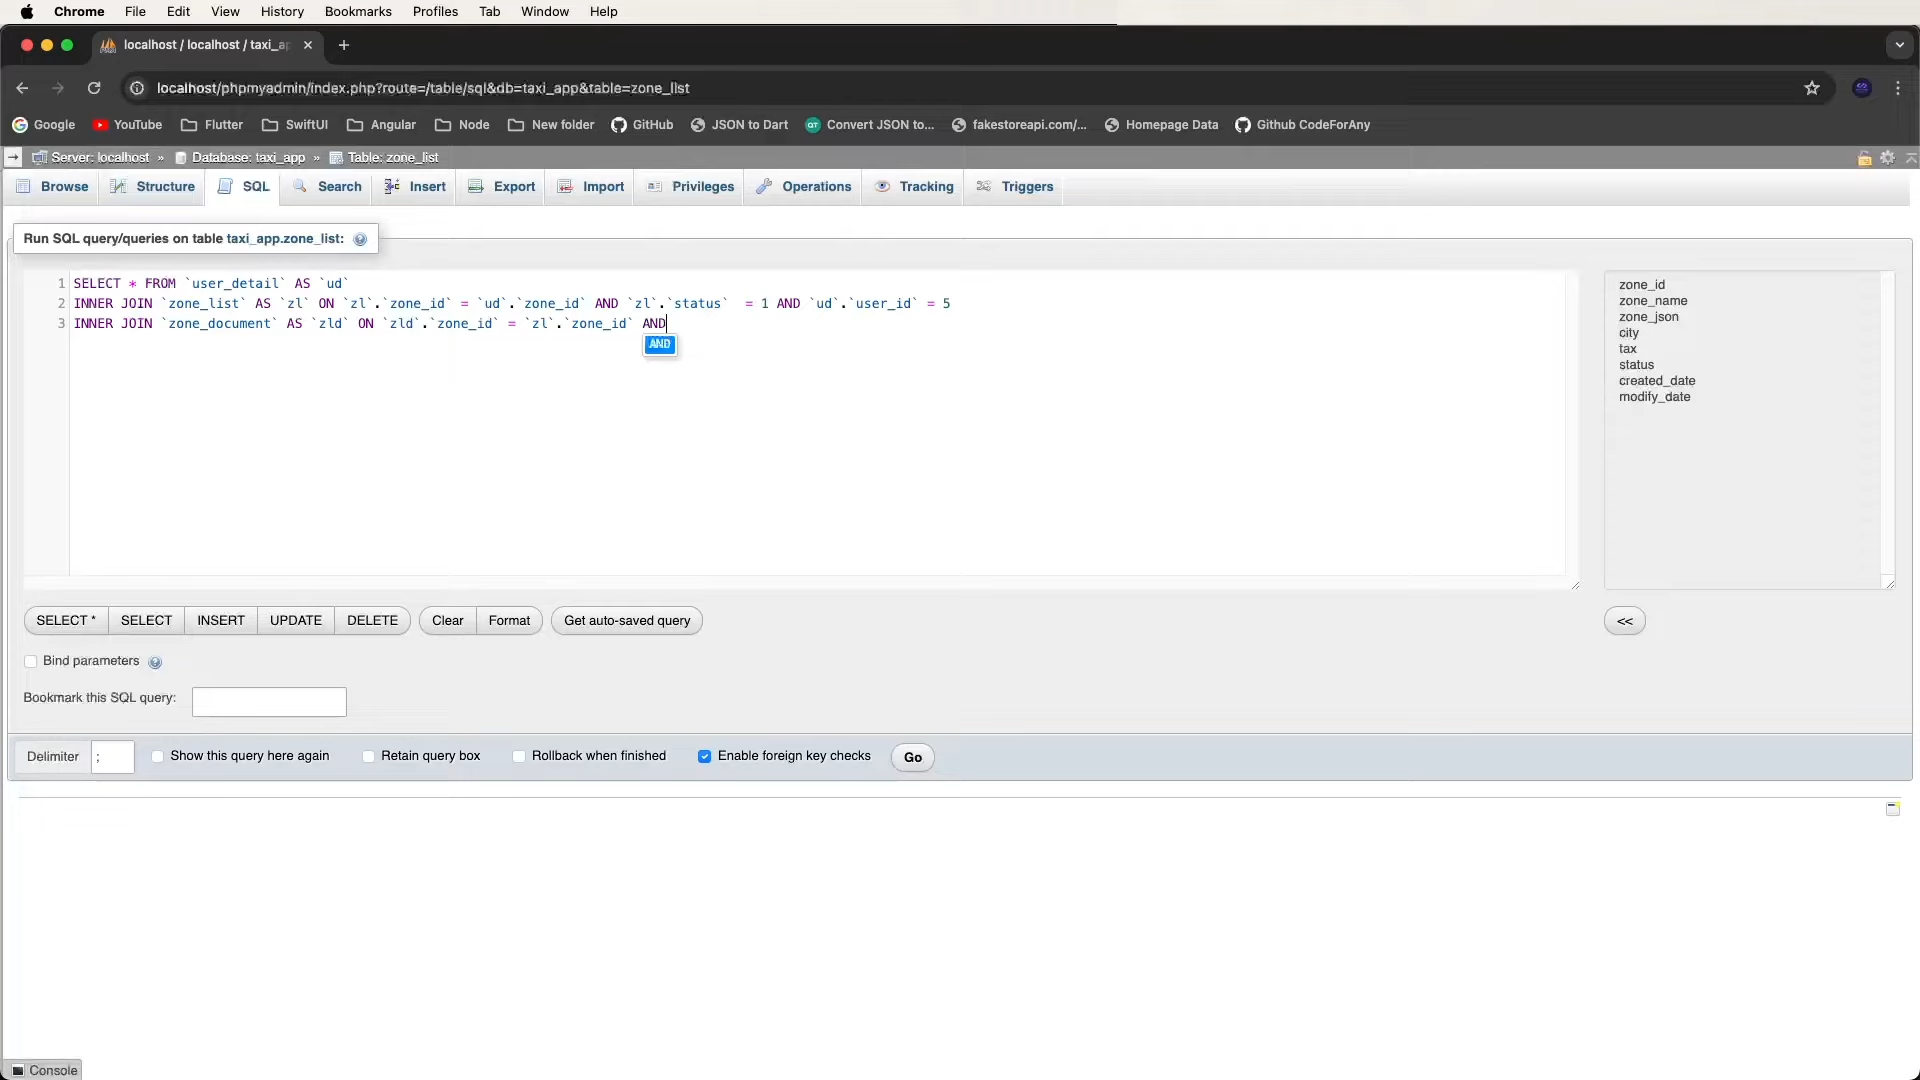 Chrome File Edit View History Bookmarks Profiles Tab Window Help
localhost / localhost / taxi_ap
localhost/phpmyadmin/index.php?route=/table/sql&db=taxi_app&table=zone_list
Google YouTube Flutter SwiftUI Angular Node New folder GitHub JSON to Dart Convert JSON to... fakestoreapi.com/... Homepage Data Github CodeForAny
Server: localhost » Database: taxi_app » Table: zone_list
Browse Structure SQL Search Insert Export Import Privileges Operations Tracking Triggers
Run SQL query/queries on table taxi_app.zone_list:
1 SELECT * FROM `user_detail` AS `ud`
2 INNER JOIN `zone_list` AS `zl` ON `zl`.`zone_id` = `ud`.`zone_id` AND `zl`.`status`  = 1 AND `ud`.`user_id` = 5
3 INNER JOIN `zone_document` AS `zld` ON `zld`.`zone_id` = `zl`.`zone_id` AND
AND
zone_id
zone_name
zone_json
city
tax
status
created_date
modify_date
SELECT * SELECT INSERT UPDATE DELETE Clear Format Get auto-saved query <<
Bind parameters
Bookmark this SQL query:
Delimiter ; Show this query here again Retain query box Rollback when finished Enable foreign key checks Go
Console